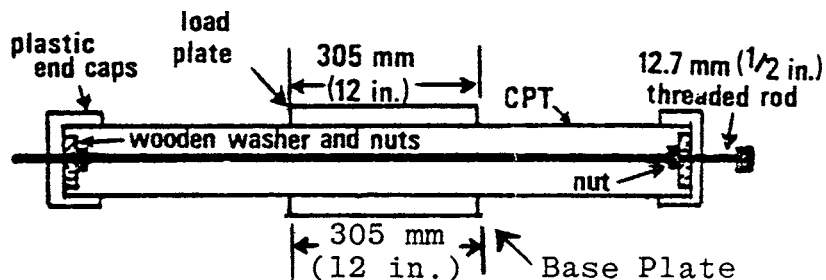 load
plate
plastic
end caps
305 mm
(12 in.)
12.7 mm (1/2 in.)
threaded rod
CPT
wooden washer and nuts
nut
305 mm
(12 in.)
Base Plate